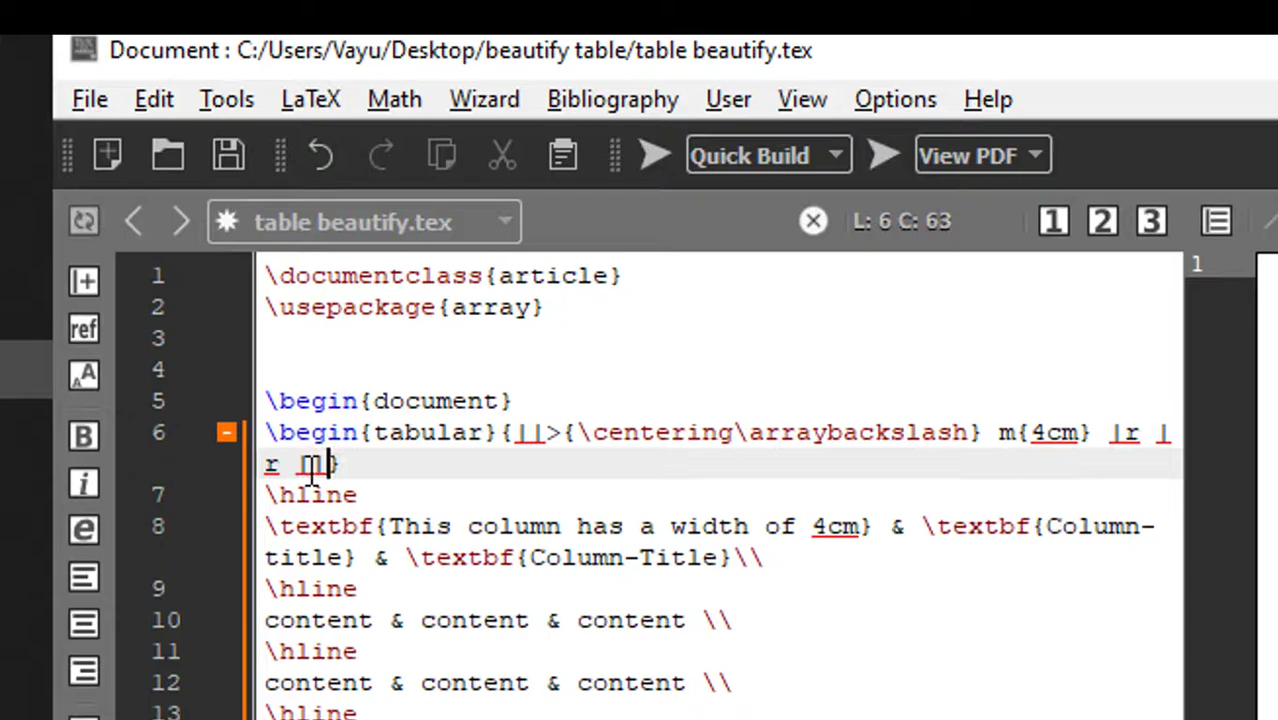 Document : C:/Users/Vayu/Desktop/beautify table/table beautify.tex
File Edit Tools LaTeX Math Wizard Bibliography User View Options Help
Quick Build View PDF
table beautify.tex L: 6 C: 63 1 2 3
1
ref
A A
B
i
e
1 \documentclass{article}
2 \usepackage{array}
3
4
5 \begin{document}
6 \begin{tabular}{||>{\centering\arraybackslash} m{4cm} |r |
r ||}
7 \hline
8 \textbf{This column has a width of 4cm} & \textbf{Column-
title} & \textbf{Column-Title}\\
9 \hline
10 content & content & content \\
11 \hline
12 content & content & content \\
13 \hline